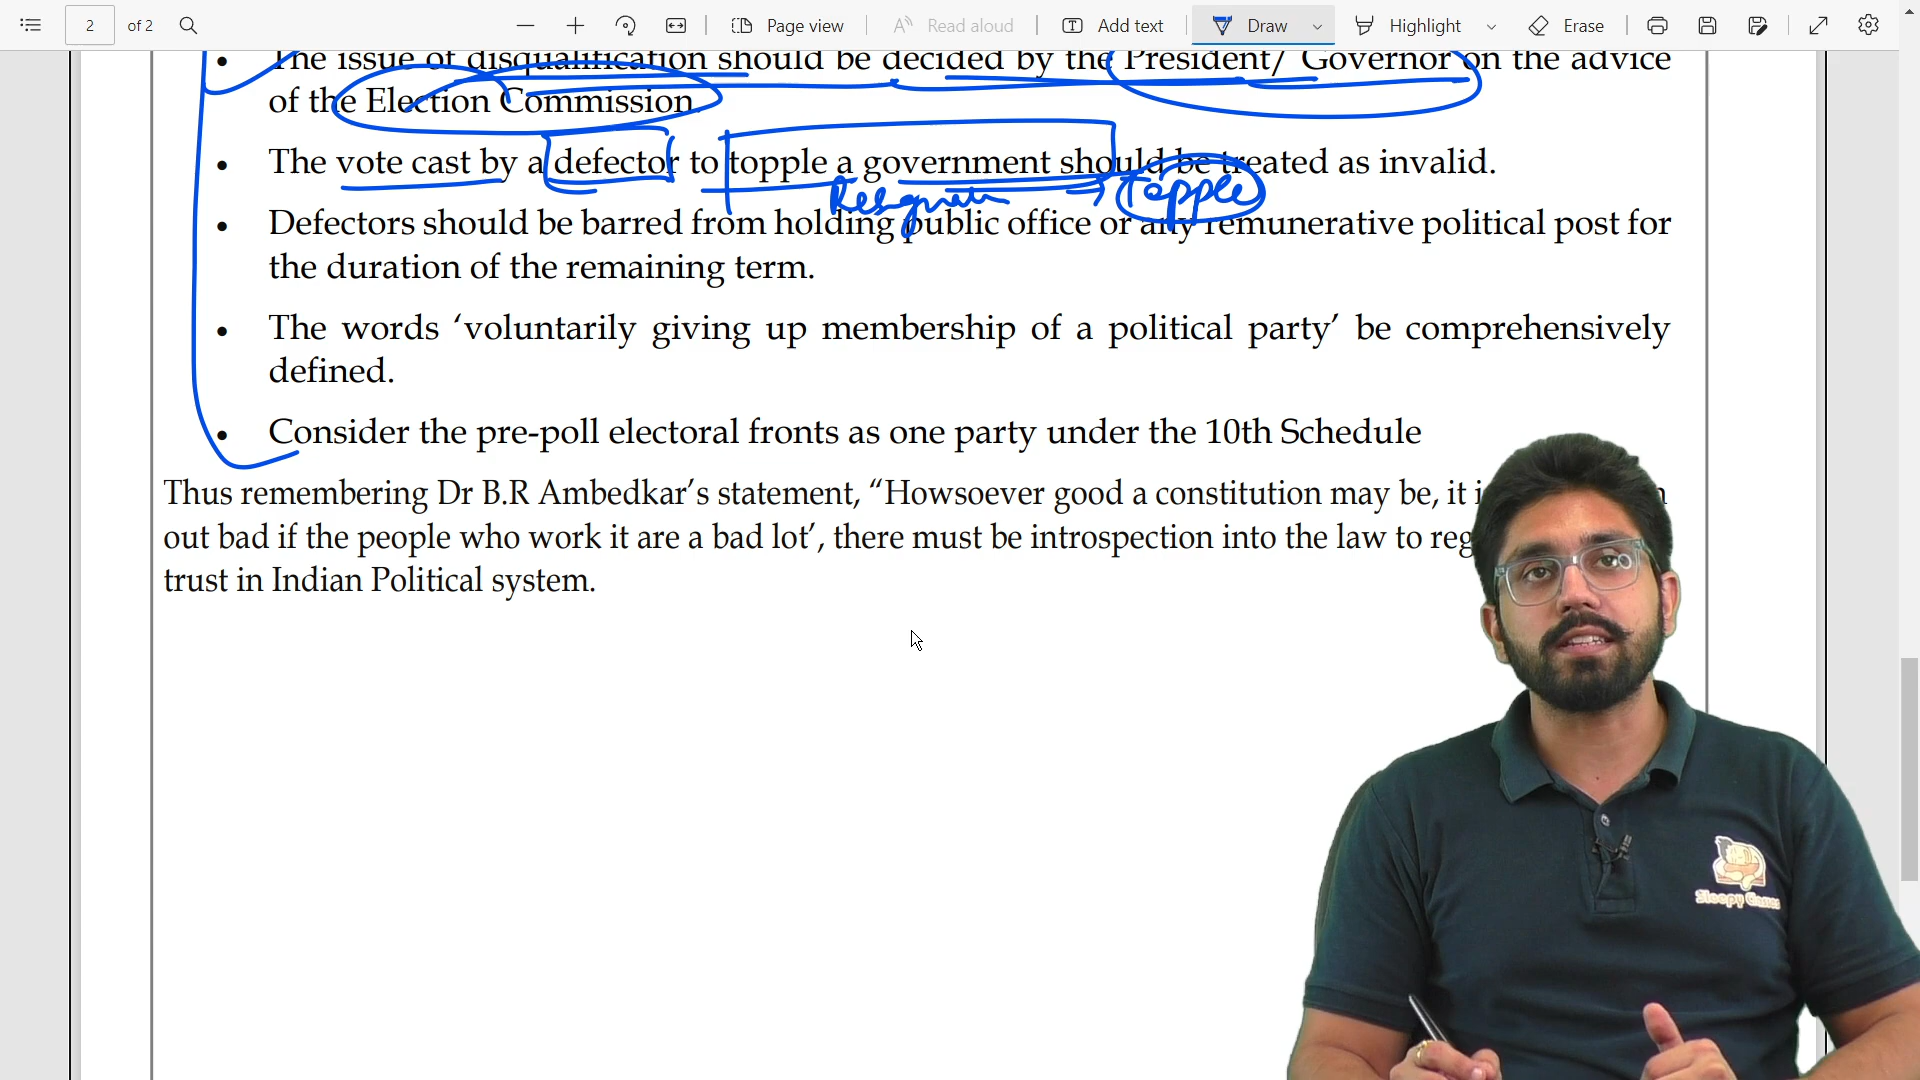 2 of 2 Page view Read aloud Add text Draw Highlight Erase
• The issue of disqualification should be decided by the President/ Governor on the advice
of the Election Commission.
• The vote cast by a defector to topple a government should be treated as invalid.
topple
• Defectors should be barred from holding public office or any remunerative political post for
the duration of the remaining term.
• The words ‘voluntarily giving up membership of a political party’ be comprehensively
defined.
• Consider the pre-poll electoral fronts as one party under the 10th Schedule
Thus remembering Dr B.R Ambedkar’s statement, “Howsoever good a constitution may be, it
out bad if the people who work it are a bad lot’, there must be introspection into the law to
trust in Indian Political system.
Sleepy Classes